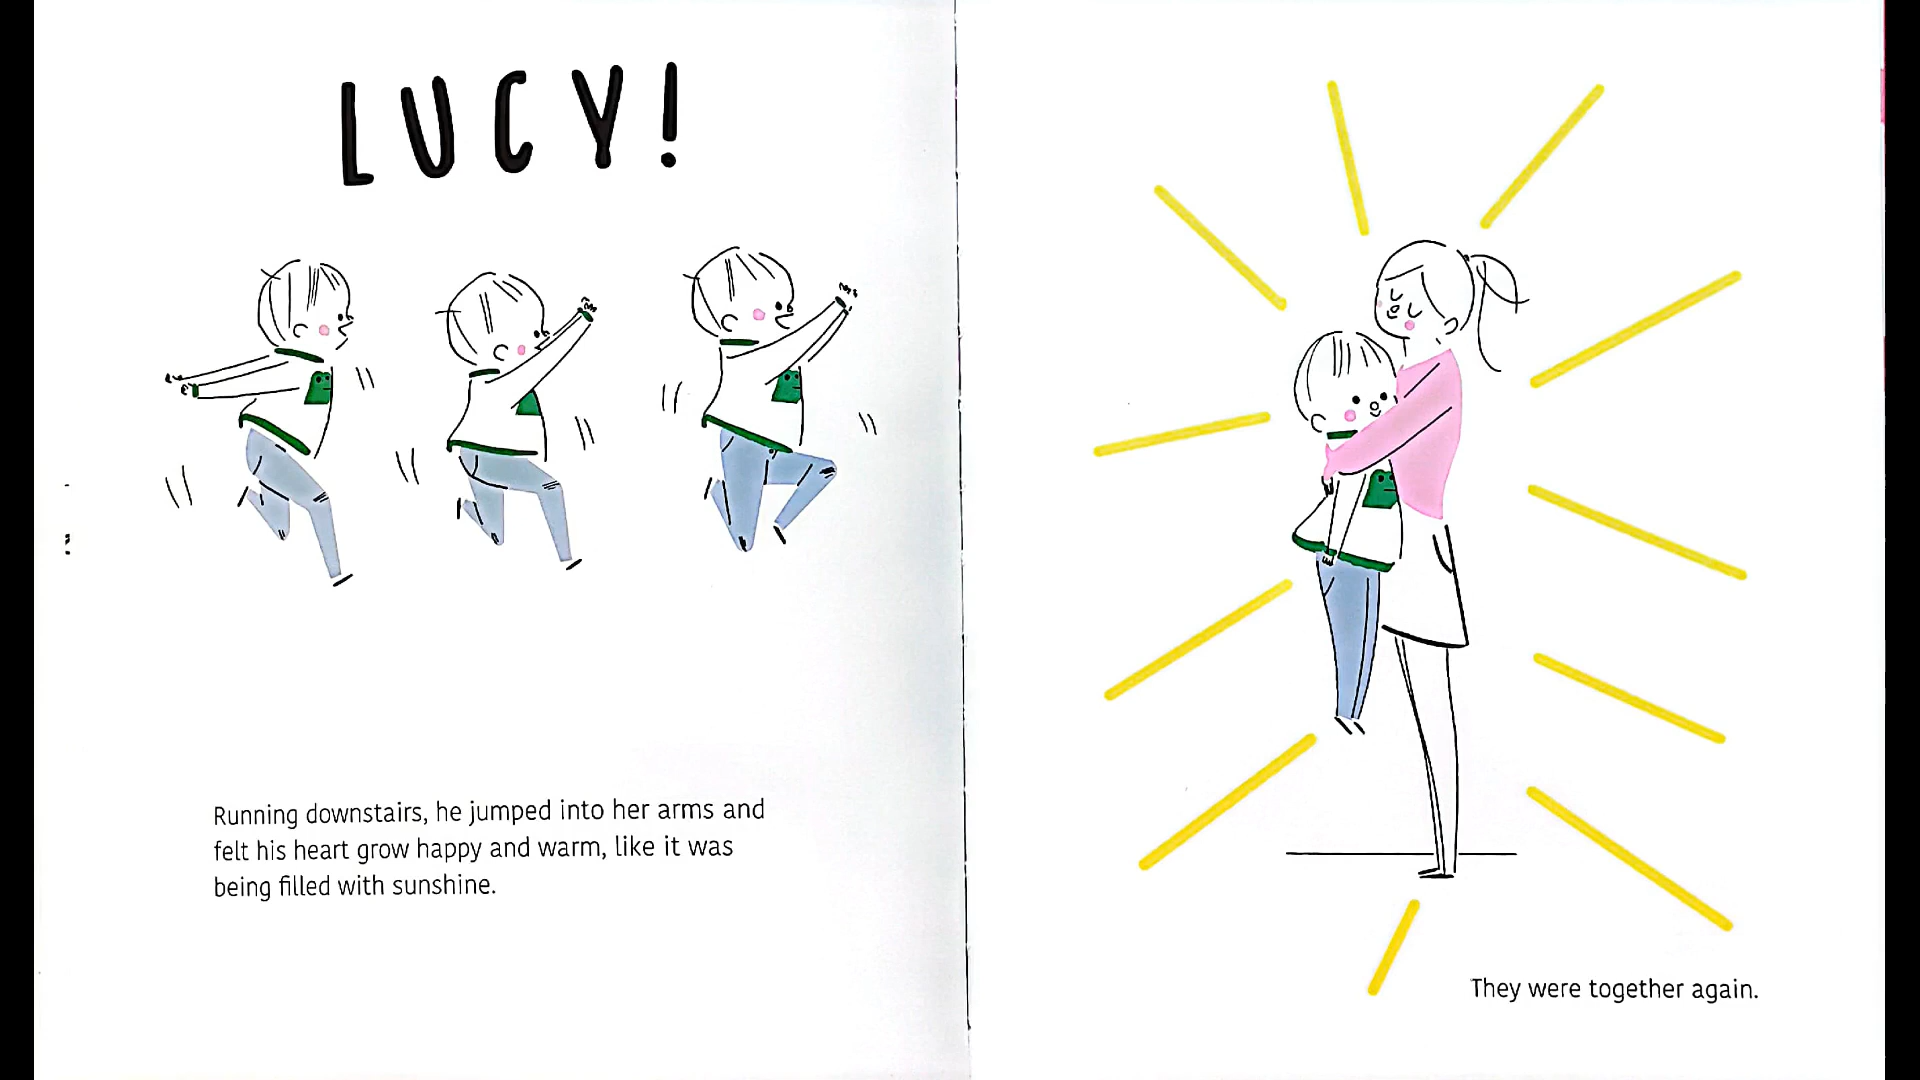 LUCY!
Running downstairs, he jumped into her arms and
felt his heart grow happy and warm, like it was
being filled with sunshine.
They were together again.